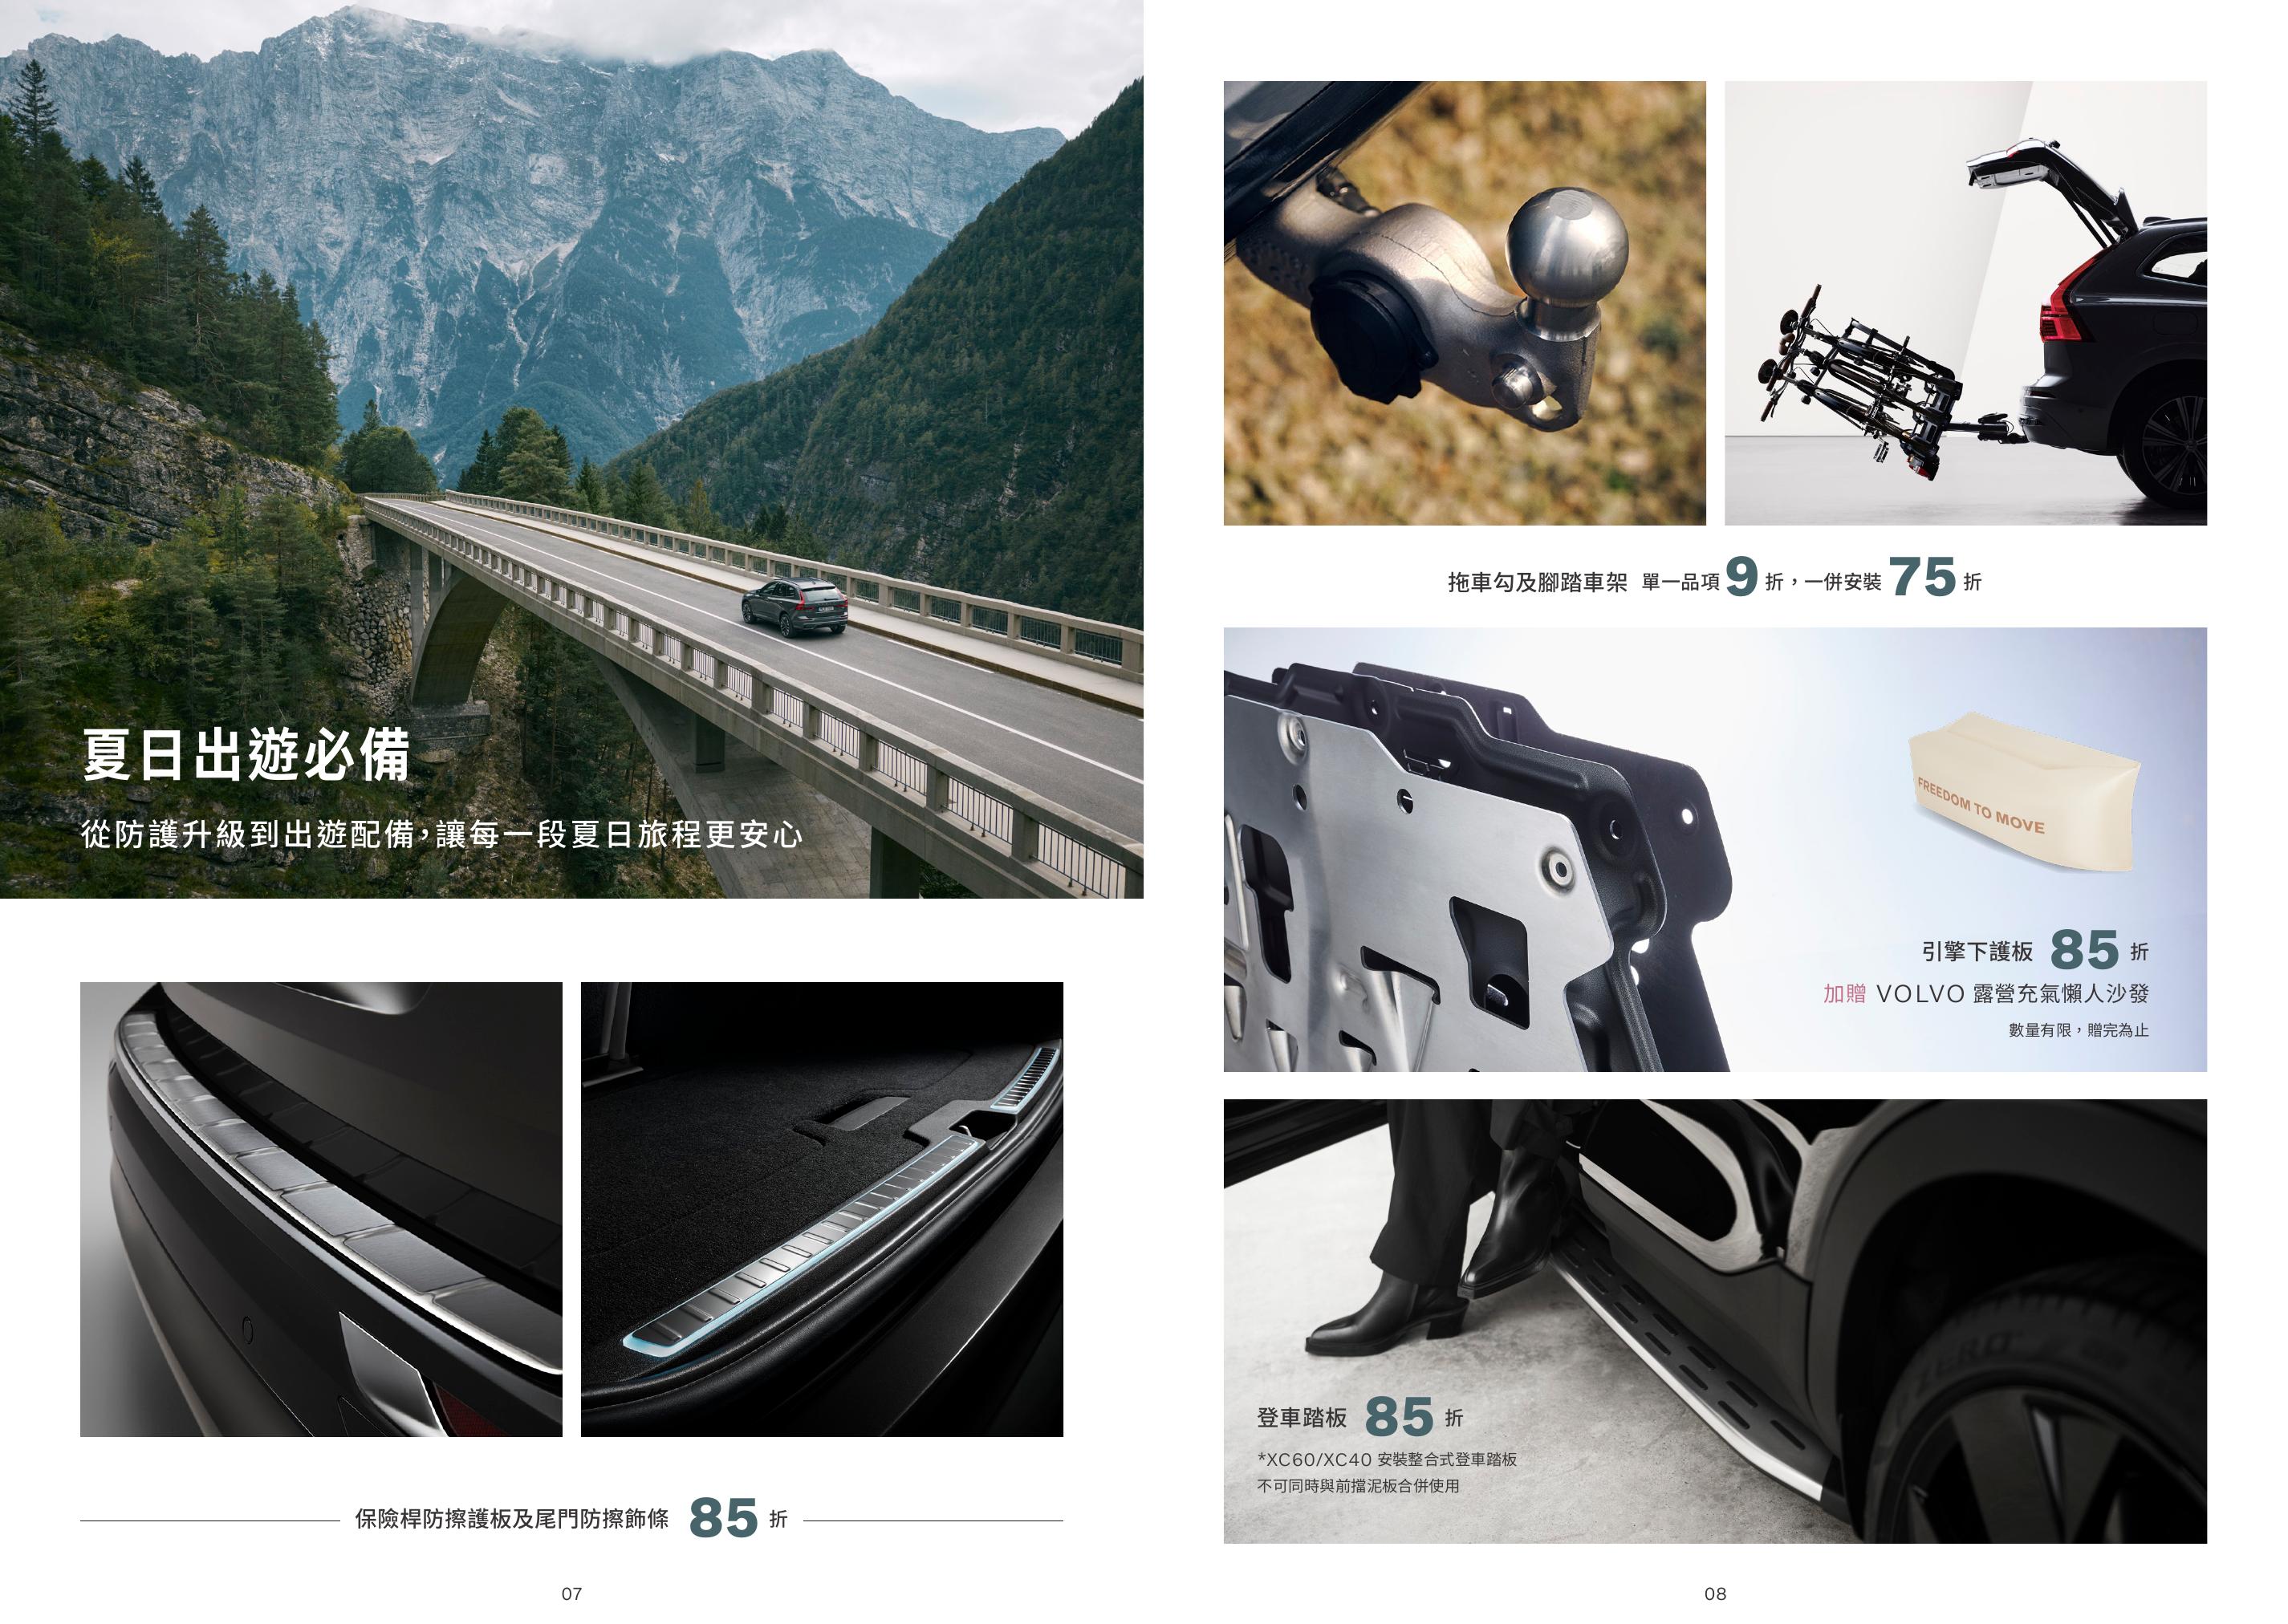 夏日出遊必備
從防護升級到出遊配備，讓每一段夏日旅程更安心
保險桿防擦護板及尾門防擦飾條 85 折
07
拖車勾及腳踏車架 單一品項 9 折，一併安裝 75 折
FREEDOM TO MOVE
引擎下護板 85 折
加贈 VOLVO 露營充氣懶人沙發
數量有限，贈完為止
登車踏板 85 折
*XC60/XC40 安裝整合式登車踏板
不可同時與前擋泥板合併使用
08